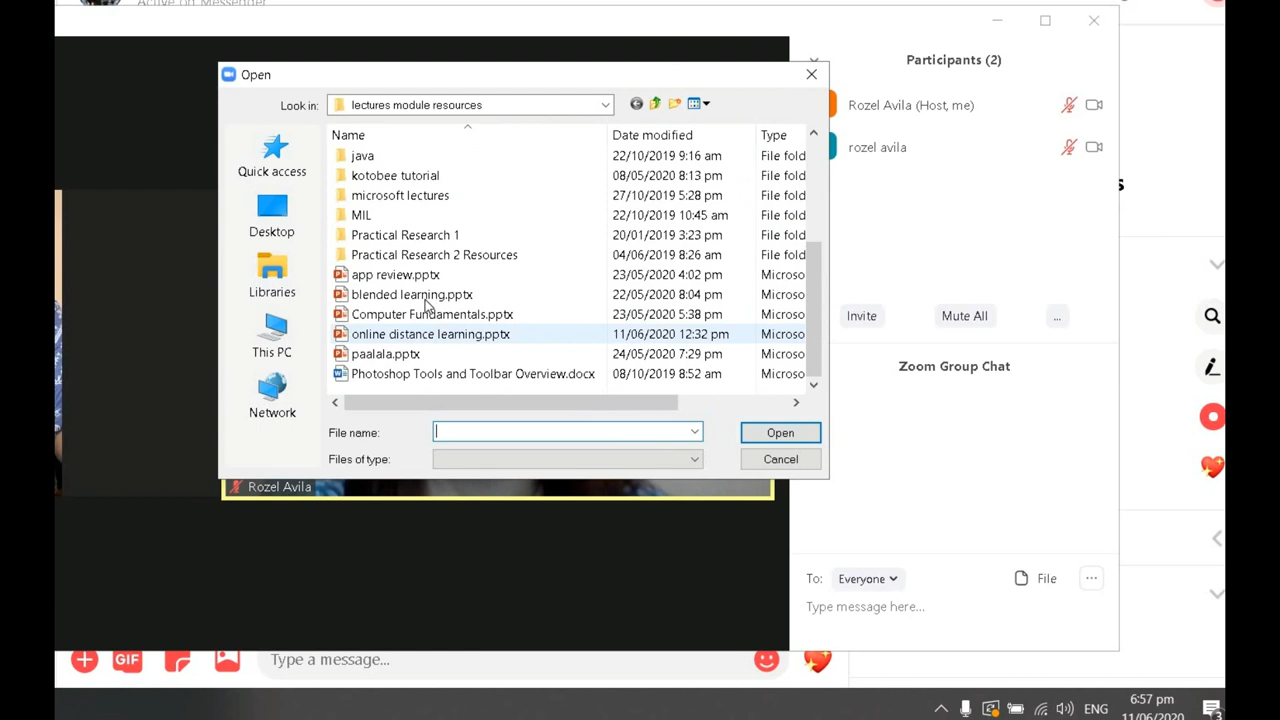 Active on Messenger
Participants (2)
Open
Look in: lectures module resources
Rozel Avila (Host, me)
Name Date modified Type
rozel avila
java 22/10/2019 9:16 am File fold
Quick access
kotobee tutorial 08/05/2020 8:13 pm File fold
microsoft lectures 27/10/2019 5:28 pm File fold
MIL 22/10/2019 10:45 am File fold
Desktop
Practical Research 1 20/01/2019 3:23 pm File fold
Practical Research 2 Resources 04/06/2019 8:26 am File fold
app review.pptx 23/05/2020 4:02 pm Microso
Libraries
blended learning.pptx 22/05/2020 8:04 pm Microso
Computer Fundamentals.pptx 23/05/2020 5:38 pm Microso
Invite Mute All ...
online distance learning.pptx 11/06/2020 12:32 pm Microso
This PC
paalala.pptx 24/05/2020 7:29 pm Microso
Photoshop Tools and Toolbar Overview.docx 08/10/2019 8:52 am Microso
Zoom Group Chat
Network
File name: Open
Files of type: Cancel
Rozel Avila
To: Everyone File ...
Type message here...
GIF Type a message...
6:57 pm
ENG
11/06/2020